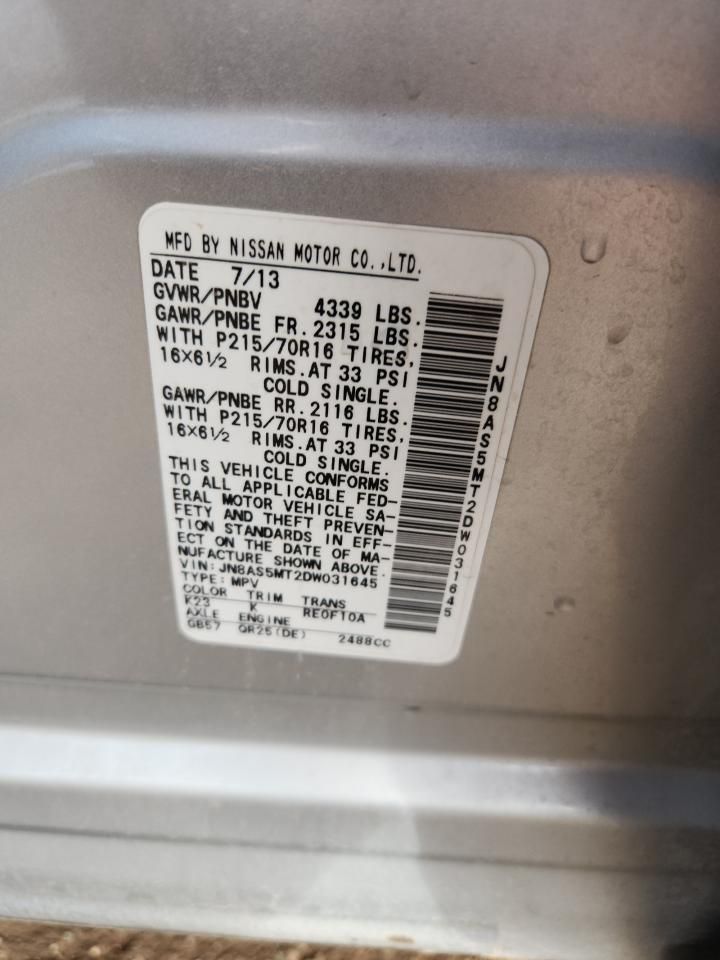 MFD BY NISSAN MOTOR CO.,LTD.
DATE 7/13
GVWR/PNBV 4339 LBS.
GAWR/PNBE FR.2315 LBS.
WITH P215/70R16 TIRES,
16×6½ RIMS.AT 33 PSI
COLD SINGLE.
GAWR/PNBE RR.2116 LBS.
WITH P215/70R16 TIRES,
16×6½ RIMS.AT 33 PSI
COLD SINGLE.
THIS VEHICLE CONFORMS
TO ALL APPLICABLE FED-
ERAL MOTOR VEHICLE SA-
FETY AND THEFT PREVEN-
TION STANDARDS IN EFF-
ECT ON THE DATE OF MA-
NUFACTURE SHOWN ABOVE.
VIN:JN8AS5MT2DW031645
TYPE:MPV
COLOR TRIM TRANS
K23 K RE0F10A
AXLE ENGINE
GB57 QR25(DE) 2488CC
JN8AS5MT2DW031645